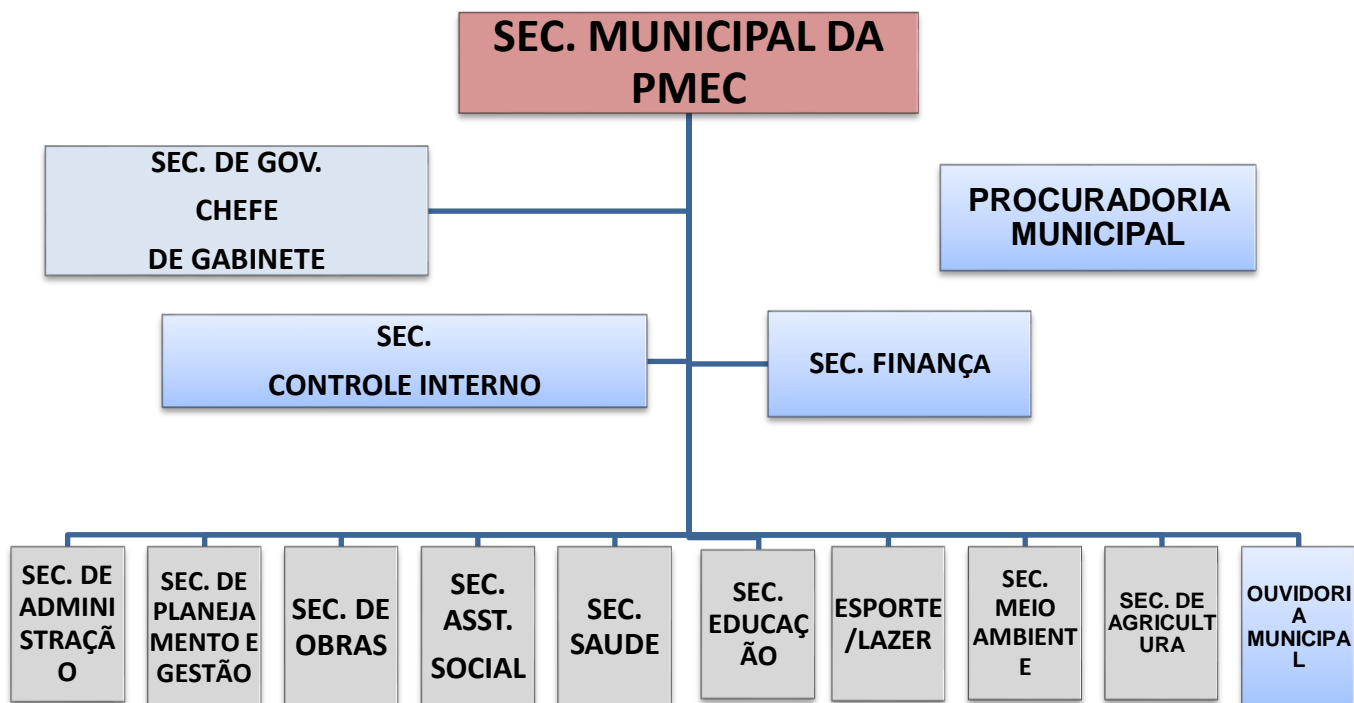 SEC. MUNICIPAL DA
PMEC
SEC. DE GOV.
CHEFE
DE GABINETE
PROCURADORIA
MUNICIPAL
SEC.
CONTROLE INTERNO
SEC. FINANÇA
SEC. DE
ADMINI
STRAÇÃ
O
SEC. DE
PLANEJA
MENTO E
GESTÃO
SEC. DE
OBRAS
SEC.
ASST.
SOCIAL
SEC.
SAUDE
SEC.
EDUCAÇ
ÃO
ESPORTE
/LAZER
SEC.
MEIO
AMBIENT
E
SEC. DE
AGRICULT
URA
OUVIDORI
A
MUNICIPA
L